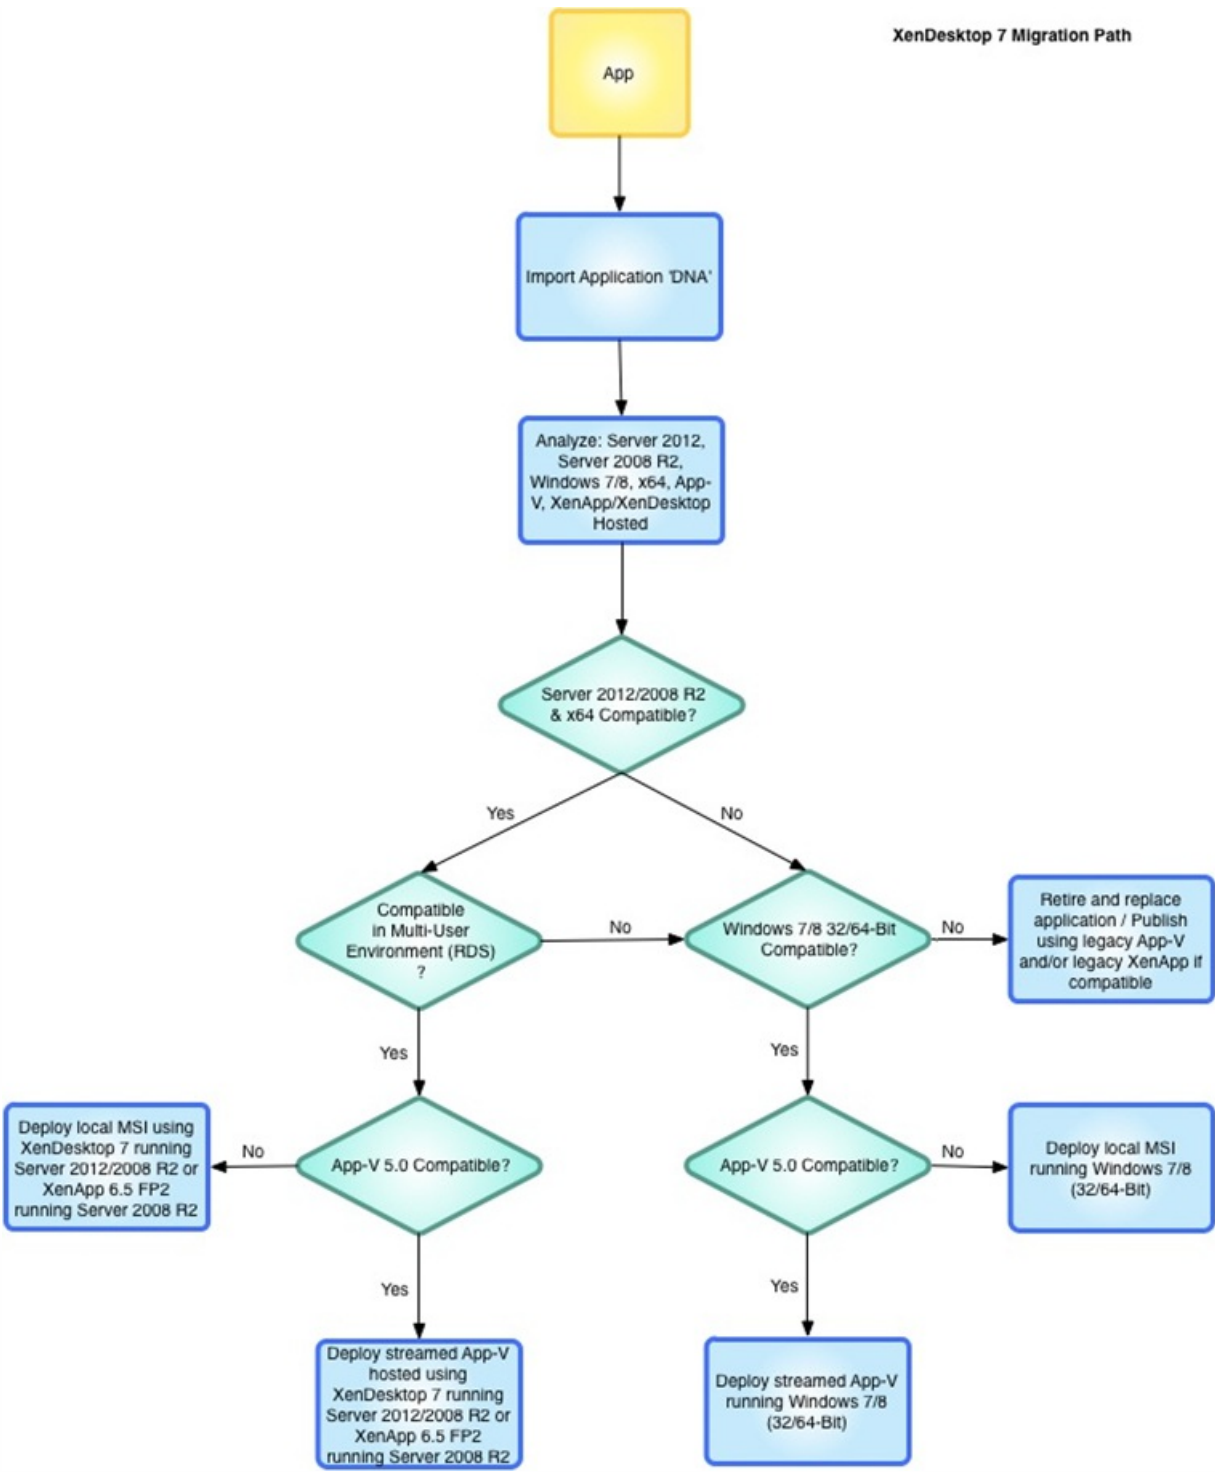 XenDesktop 7 Migration Path
App
Import Application 'DNA'
Analyze: Server 2012,
Server 2008 R2,
Windows 7/8, x64, App-
V, XenApp/XenDesktop
Hosted
Server 2012/2008 R2
& x64 Compatible?
Yes
No
Compatible
in Multi-User
Environment (RDS)
?
No
Windows 7/8 32/64-Bit
Compatible?
No
Retire and replace
application / Publish
using legacy App-V
and/or legacy XenApp if
compatible
Yes
Yes
Deploy local MSI using
XenDesktop 7 running
Server 2012/2008 R2 or
XenApp 6.5 FP2
running Server 2008 R2
No
App-V 5.0 Compatible?
App-V 5.0 Compatible?
No
Deploy local MSI
running Windows 7/8
(32/64-Bit)
Yes
Yes
Deploy streamed App-V
hosted using
XenDesktop 7 running
Server 2012/2008 R2 or
XenApp 6.5 FP2
running Server 2008 R2
Deploy streamed App-V
running Windows 7/8
(32/64-Bit)